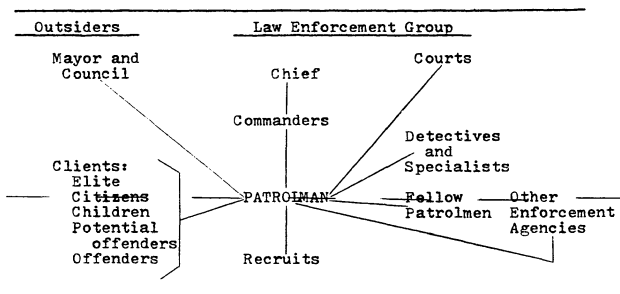 Outsiders
Law Enforcement Group
Mayor and
Council
Chief
Courts
Commanders
Detectives
and
Specialists
Clients:
Elite
Citizens
Children
Potential
offenders
Offenders
PATROLMAN
Fellow
Patrolmen
Other
Enforcement
Agencies
Recruits